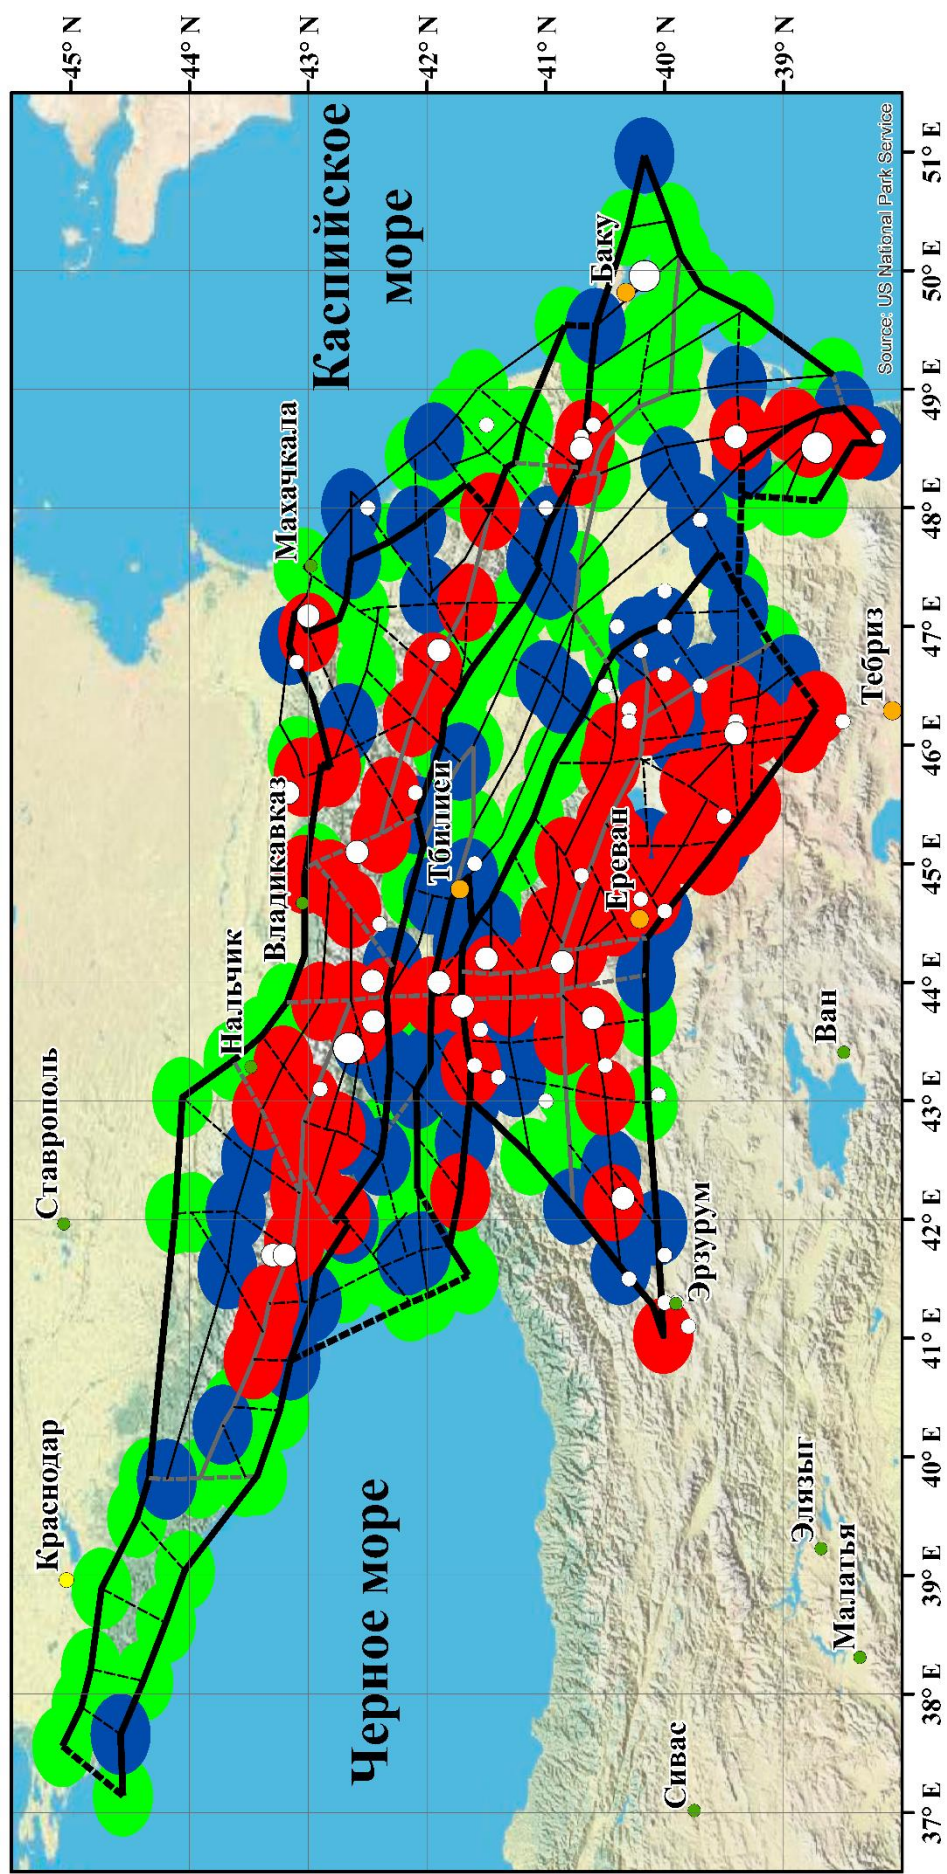 Краснодар
Ставрополь
Нальчик
Владикавказ
Махачкала
Каспийское
море
Черное море
Тбилиси
Баку
Ереван
Эрзурум
Сивас
Малатья
Элязыг
Ван
Тебриз
Source: US National Park Service
45° N
44° N
43° N
42° N
41° N
40° N
39° N
37° E
38° E
39° E
40° E
41° E
42° E
43° E
44° E
45° E
46° E
47° E
48° E
49° E
50° E
51° E